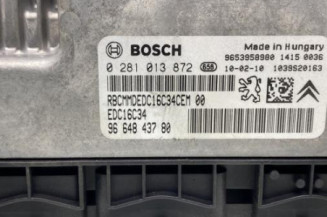 BOSCH
Made in Hungary
0 281 013 872 658
9653958980 1415 0036
10-02-10 1039S20163
RBCMMDEDC16C34CEM 00
EDC16C34
96 648 437 80